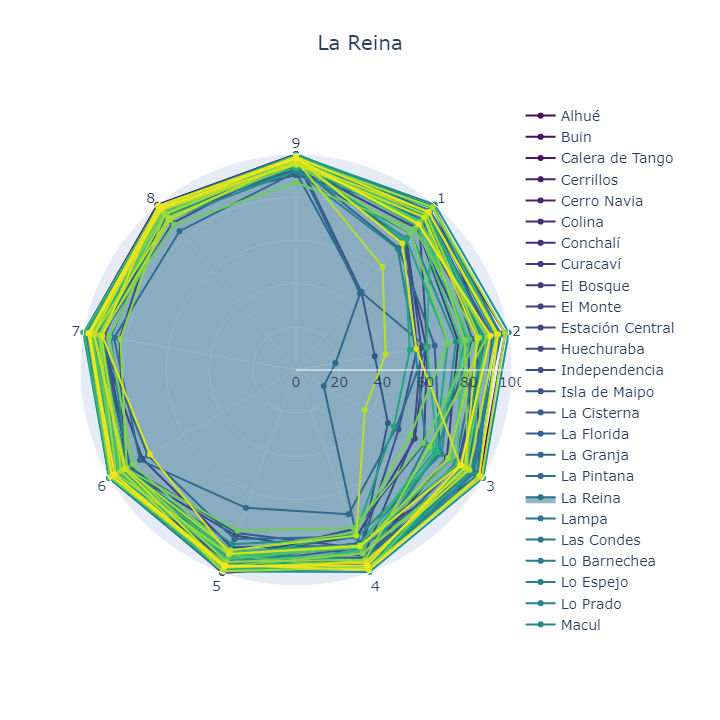 La Reina
9
8
1
7
2
0 20 40 60 80 100
6
3
5
4
Alhué
Buin
Calera de Tango
Cerrillos
Cerro Navia
Colina
Conchalí
Curacaví
El Bosque
El Monte
Estación Central
Huechuraba
Independencia
Isla de Maipo
La Cisterna
La Florida
La Granja
La Pintana
La Reina
Lampa
Las Condes
Lo Barnechea
Lo Espejo
Lo Prado
Macul